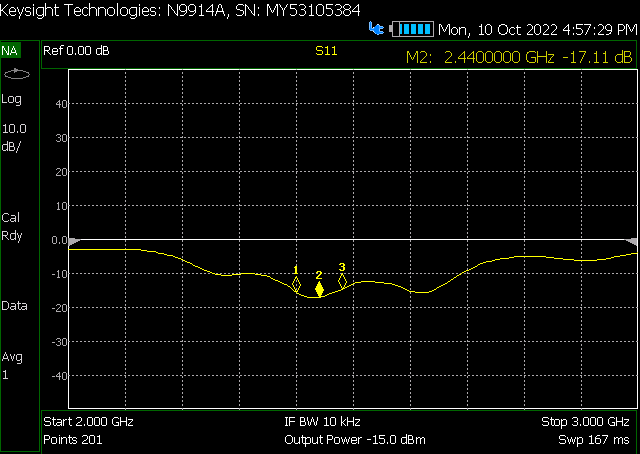 Keysight Technologies: N9914A, SN: MY53105384
Mon, 10 Oct 2022 4:57:29 PM
NA
Ref 0.00 dB
S11
M2: 2.4400000 GHz -17.11 dB
Log
10.0
dB/
Cal
Rdy
Data
Avg
1
40
30
20
10
0.0
-10
-20
-30
-40
1
2
3
Start 2.000 GHz
IF BW 10 kHz
Stop 3.000 GHz
Points 201
Output Power -15.0 dBm
Swp 167 ms